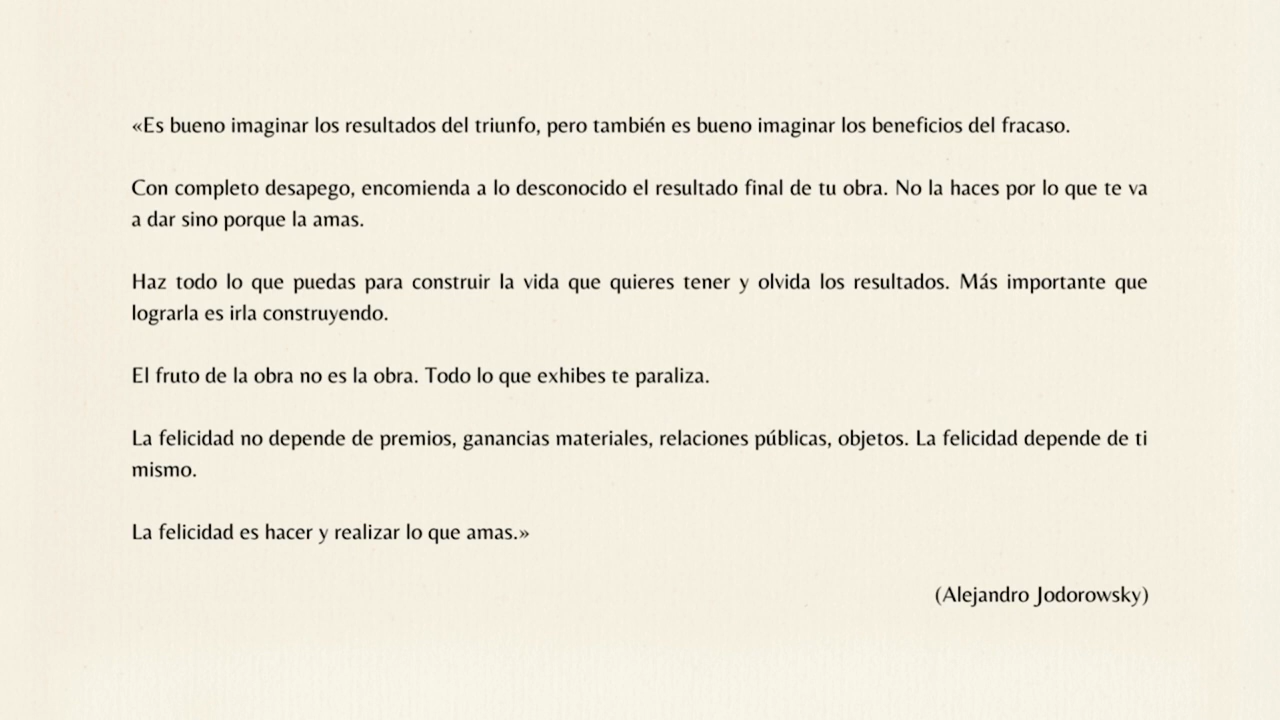 «Es bueno imaginar los resultados del triunfo, pero también es bueno imaginar los beneficios del fracaso.
Con completo desapego, encomienda a lo desconocido el resultado final de tu obra. No la haces por lo que te va
a dar sino porque la amas.
Haz todo lo que puedas para construir la vida que quieres tener y olvida los resultados. Más importante que
lograrla es irla construyendo.
El fruto de la obra no es la obra. Todo lo que exhibes te paraliza.
La felicidad no depende de premios, ganancias materiales, relaciones públicas, objetos. La felicidad depende de ti
mismo.
La felicidad es hacer y realizar lo que amas.»
(Alejandro Jodorowsky)